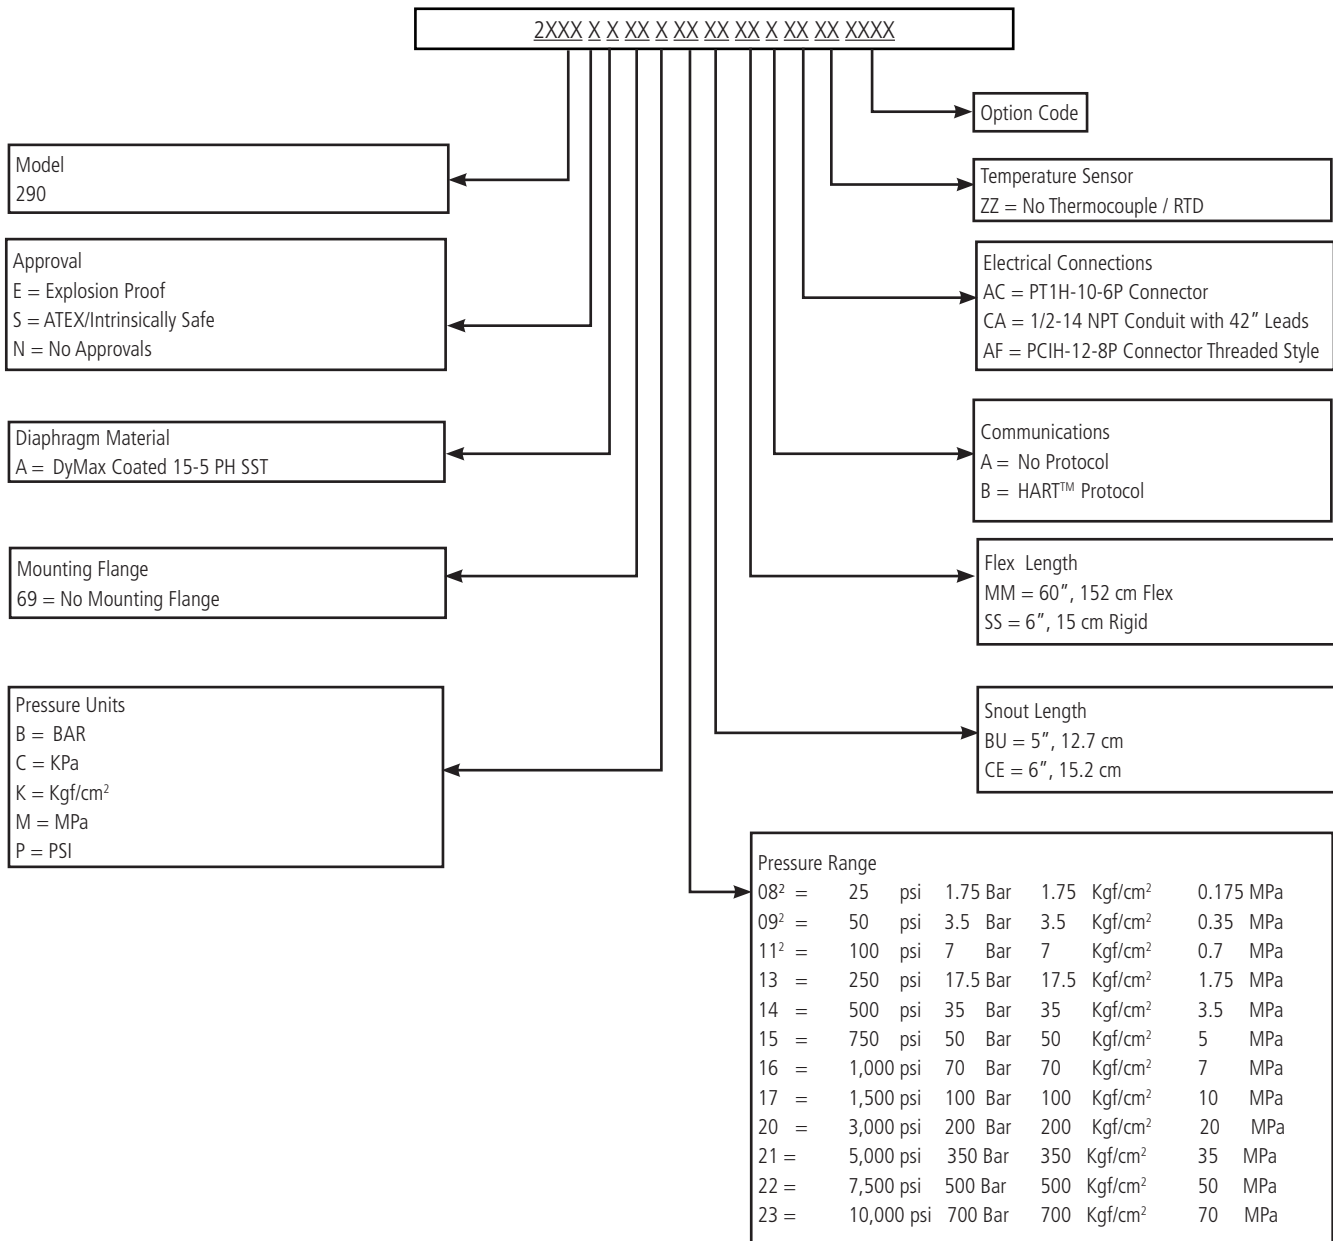 2XXX X X XX X XX XX XX X XX XX XXXX
Option Code
Model
290
Temperature Sensor
ZZ = No Thermocouple / RTD
Approval
E = Explosion Proof
S = ATEX/Intrinsically Safe
N = No Approvals
Electrical Connections
AC = PT1H-10-6P Connector
CA = 1/2-14 NPT Conduit with 42" Leads
AF = PCIH-12-8P Connector Threaded Style
Diaphragm Material
A = DyMax Coated 15-5 PH SST
Communications
A = No Protocol
B = HART™ Protocol
Mounting Flange
69 = No Mounting Flange
Flex Length
MM = 60", 152 cm Flex
SS = 6", 15 cm Rigid
Pressure Units
B = BAR
C = KPa
K = Kgf/cm²
M = MPa
P = PSI
Snout Length
BU = 5", 12.7 cm
CE = 6", 15.2 cm
Pressure Range
08² = 25 psi 1.75 Bar 1.75 Kgf/cm² 0.175 MPa
09² = 50 psi 3.5 Bar 3.5 Kgf/cm² 0.35 MPa
11² = 100 psi 7 Bar 7 Kgf/cm² 0.7 MPa
13 = 250 psi 17.5 Bar 17.5 Kgf/cm² 1.75 MPa
14 = 500 psi 35 Bar 35 Kgf/cm² 3.5 MPa
15 = 750 psi 50 Bar 50 Kgf/cm² 5 MPa
16 = 1,000 psi 70 Bar 70 Kgf/cm² 7 MPa
17 = 1,500 psi 100 Bar 100 Kgf/cm² 10 MPa
20 = 3,000 psi 200 Bar 200 Kgf/cm² 20 MPa
21 = 5,000 psi 350 Bar 350 Kgf/cm² 35 MPa
22 = 7,500 psi 500 Bar 500 Kgf/cm² 50 MPa
23 = 10,000 psi 700 Bar 700 Kgf/cm² 70 MPa